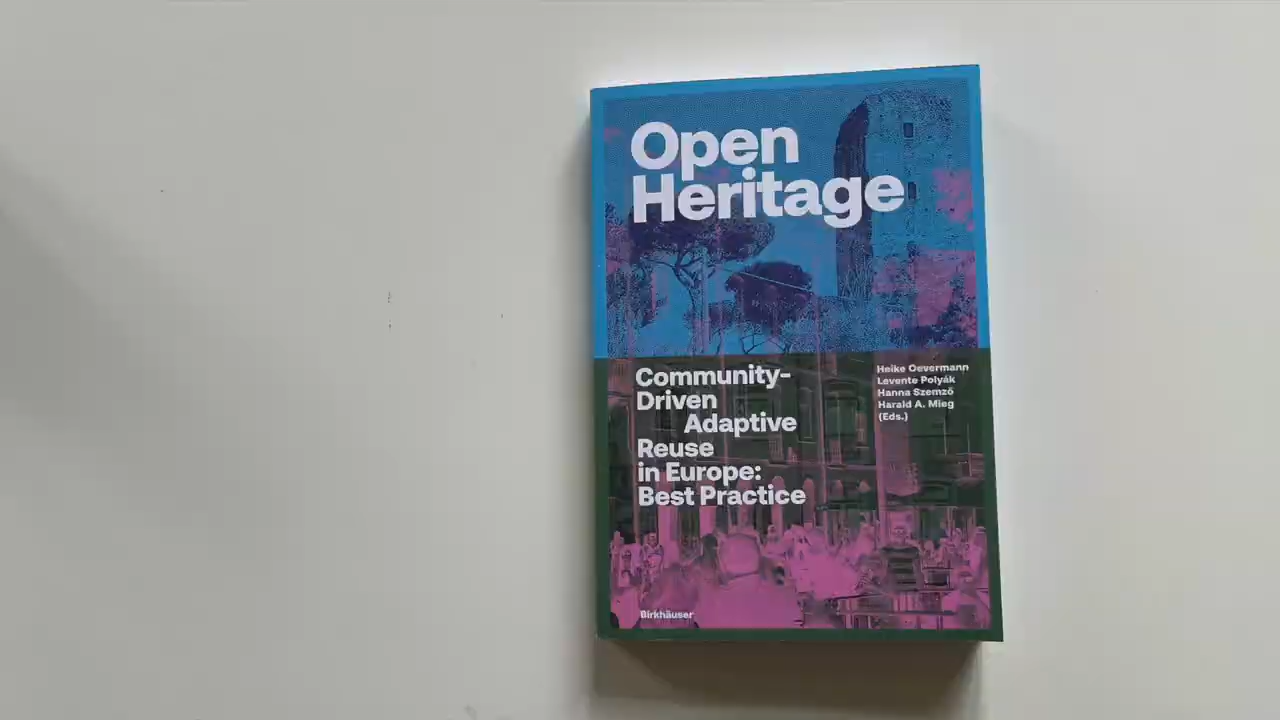 Open
Heritage
Community-
Driven
Adaptive
Reuse
in Europe:
Best Practice
Heike Oevermann
Levente Polyák
Hanna Szemző
Harald A. Mieg
(Eds.)
Birkhäuser